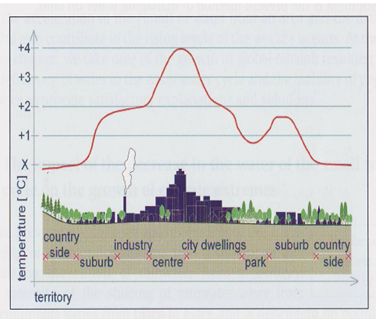 +4
+3
+2
+1
X
temperature [°C]
country
side
suburb
industry
centre
city dwellings
park
suburb
country
side
territory